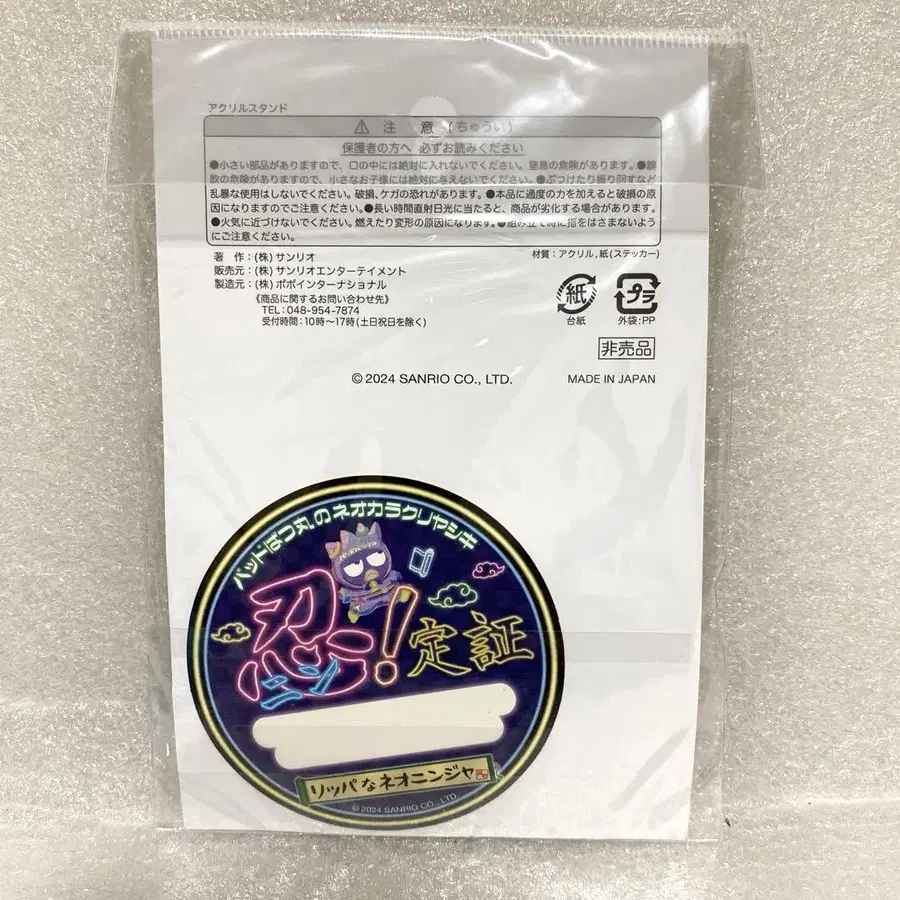 アクリルスタンド
⚠ 注 意 (ちゅうい)
保護者の方へ 必ずお読みください
●小さい部品がありますので、口の中には絶対に入れないでください。窒息の危険があります。●誤
飲の危険がありますので、小さなお子様には絶対に与えないでください。●ぶつけたり振り回すなど
乱暴な使用はしないでください。破損、ケガの恐れがあります。●本品に過度の力を加えると破損の原
因になりますのでご注意ください。●長い時間直射日光に当たると、商品が劣化する場合があります。
●火気に近づけないでください。燃えたり変形の原因になります。●組み立て時に指をはさまないよう
にご注意ください。
著 作：(株)サンリオ
材質：アクリル,紙(ステッカー)
販売元：(株)サンリオエンターテイメント
製造元：(株)ポポインターナショナル
《商品に関するお問い合わせ先》
TEL：048-954-7874
受付時間：10時〜17時(土日祝日を除く)
紙
プラ
台紙
外袋：PP
非売品
© 2024 SANRIO CO., LTD.
MADE IN JAPAN
バッドばつ丸のネオカラクリヤシキ
忍！定証
ニン
リッパなネオニンジャ
© 2024 SANRIO CO., LTD.